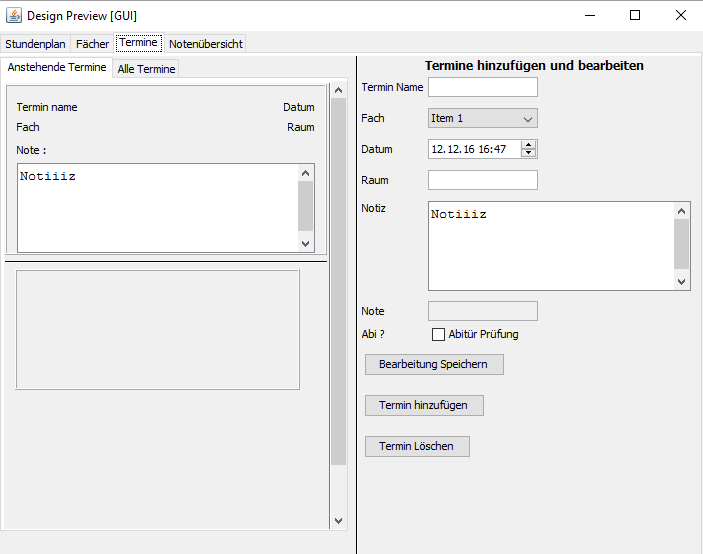 Design Preview [GUI]
Stundenplan Fächer Termine Notenübersicht
Anstehende Termine Alle Termine
Termin name Datum
Fach Raum
Note :
Notiiiz
Termine hinzufügen und bearbeiten
Termin Name
Fach Item 1
Datum 12.12.16 16:47
Raum
Notiz Notiiiz
Note
Abi ? Abitür Prüfung
Bearbeitung Speichern
Termin hinzufügen
Termin Löschen